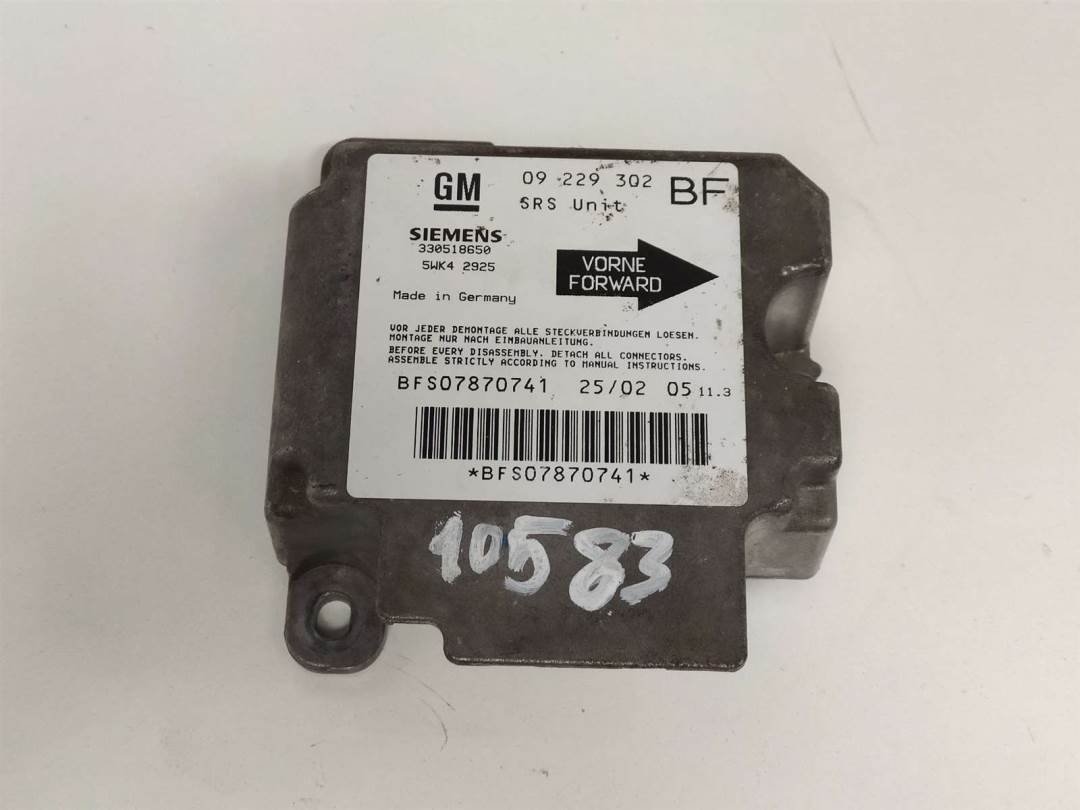 GM
09 229 302
BF
SRS Unit
SIEMENS
330518650
5WK4 2925
VORNE
FORWARD
Made in Germany
VOR JEDER DEMONTAGE ALLE STECKVERBINDUNGEN LOESEN.
MONTAGE NUR NACH EINBAUANLEITUNG.
BEFORE EVERY DISASSEMBLY. DETACH ALL CONNECTORS.
ASSEMBLE STRICTLY ACCORDING TO MANUAL INSTRUCTIONS.
BFS07870741 25/02 05 11.3
*BFS07870741*
10583